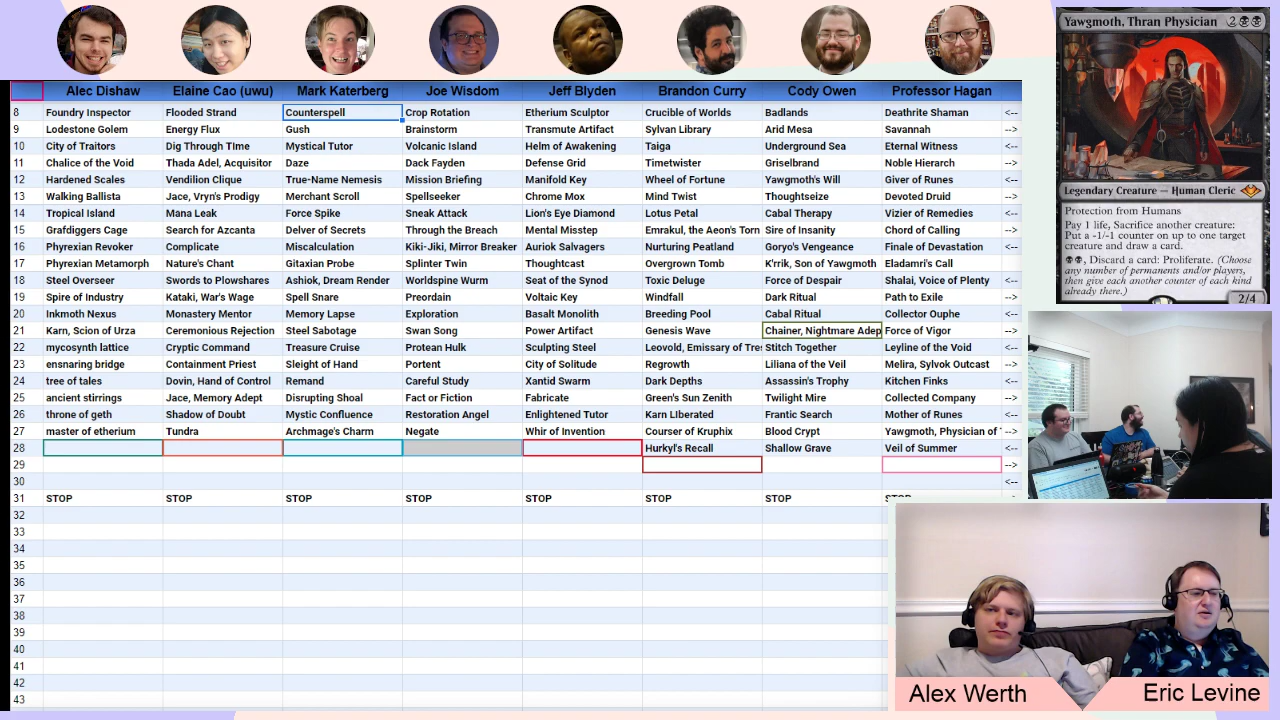 Alec Dishaw Elaine Cao (uwu) Mark Katerberg Joe Wisdom Jeff Blyden Brandon Curry Cody Owen Professor Hagan
8 Foundry Inspector Flooded Strand Counterspell Crop Rotation Etherium Sculptor Crucible of Worlds Badlands Deathrite Shaman <--
9 Lodestone Golem Energy Flux Gush Brainstorm Transmute Artifact Sylvan Library Arid Mesa Savannah -->
10 City of Traitors Dig Through TIme Mystical Tutor Volcanic Island Helm of Awakening Taiga Underground Sea Eternal Witness <--
11 Chalice of the Void Thada Adel, Acquisitor Daze Dack Fayden Defense Grid Timetwister Griselbrand Noble Hierarch -->
12 Hardened Scales Vendilion Clique True-Name Nemesis Mission Briefing Manifold Key Wheel of Fortune Yawgmoth's Will Giver of Runes <--
13 Walking Ballista Jace, Vryn's Prodigy Merchant Scroll Spellseeker Chrome Mox Mind Twist Thoughtseize Devoted Druid -->
14 Tropical Island Mana Leak Force Spike Sneak Attack Lion's Eye Diamond Lotus Petal Cabal Therapy Vizier of Remedies <--
15 Grafdiggers Cage Search for Azcanta Delver of Secrets Through the Breach Mental Misstep Emrakul, the Aeon's Torn Sire of Insanity Chord of Calling -->
16 Phyrexian Revoker Complicate Miscalculation Kiki-Jiki, Mirror Breaker Auriok Salvagers Nurturing Peatland Goryo's Vengeance Finale of Devastation <--
17 Phyrexian Metamorph Nature's Chant Gitaxian Probe Splinter Twin Thoughtcast Overgrown Tomb K'rrik, Son of Yawgmoth Eladamri's Call
18 Steel Overseer Swords to Plowshares Ashiok, Dream Render Worldspine Wurm Seat of the Synod Toxic Deluge Force of Despair Shalai, Voice of Plenty <--
19 Spire of Industry Kataki, War's Wage Spell Snare Preordain Voltaic Key Windfall Dark Ritual Path to Exile -->
20 Inkmoth Nexus Monastery Mentor Memory Lapse Exploration Basalt Monolith Breeding Pool Cabal Ritual Collector Ouphe <--
21 Karn, Scion of Urza Ceremonious Rejection Steel Sabotage Swan Song Power Artifact Genesis Wave Chainer, Nightmare Adep Force of Vigor -->
22 mycosynth lattice Cryptic Command Treasure Cruise Protean Hulk Sculpting Steel Leovold, Emissary of Tres Stitch Together Leyline of the Void <--
23 ensnaring bridge Containment Priest Sleight of Hand Portent City of Solitude Regrowth Liliana of the Veil Melira, Sylvok Outcast -->
24 tree of tales Dovin, Hand of Control Remand Careful Study Xantid Swarm Dark Depths Assassin's Trophy Kitchen Finks <--
25 ancient stirrings Jace, Memory Adept Disrupting Shoal Fact or Fiction Fabricate Green's Sun Zenith Twilight Mire Collected Company -->
26 throne of geth Shadow of Doubt Mystic Confluence Restoration Angel Enlightened Tutor Karn LIberated Frantic Search Mother of Runes <--
27 master of etherium Tundra Archmage's Cha Negate Whir of Invention Courser of Kruphix Blood Crypt Yawgmoth, Physician of T -->
28 Hurkyl's Recall Shallow Grave Veil of Summer <--
29 -->
30 <--
31 STOP STOP STOP STOP STOP STOP STOP STOP
32
33
34
35
36
37
38
39
40
41
42
43
Yawgmoth, Thran Physician 2
Legendary Creature — Human Cleric
Protection from Humans
Pay 1 life, Sacrifice another creature:
Put a -1/-1 counter on up to one target
creature and draw a card.
, Discard a card: Proliferate. (Choose
any number of permanents and/or players,
then give each another counter of each kind
already there.)
2/4
Alex Werth
Eric Levine